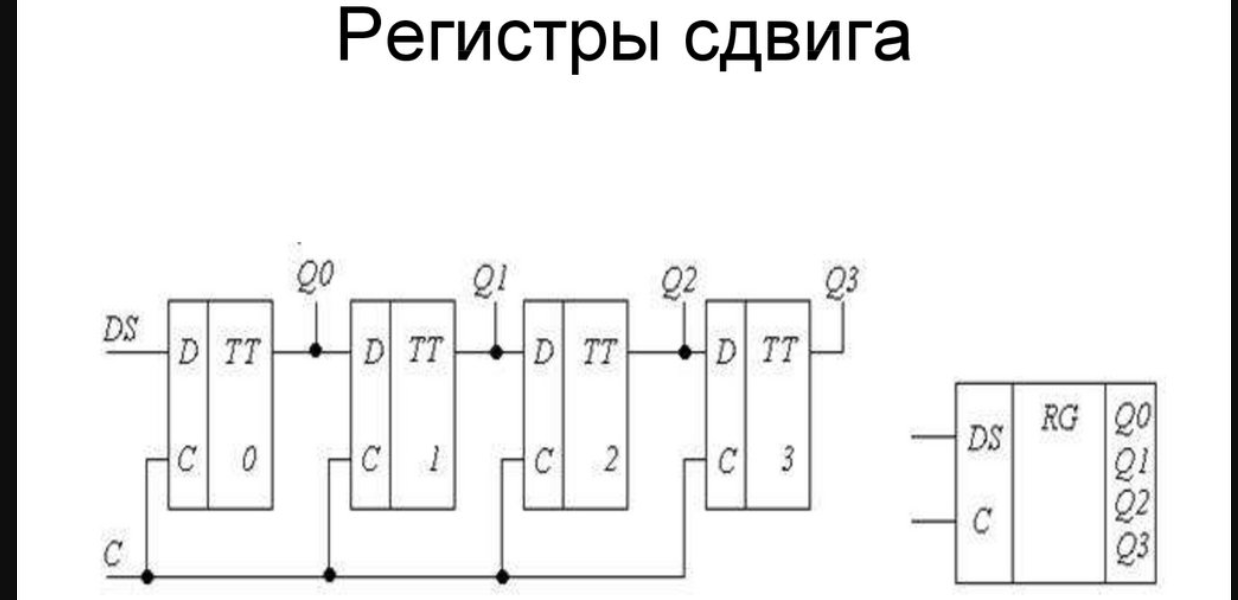 Регистры сдвига
Q0 Q1 Q2 Q3
DS
D TT D TT D TT D TT
C 0 C 1 C 2 C 3
C
RG Q0
DS
Q1
C Q2
Q3